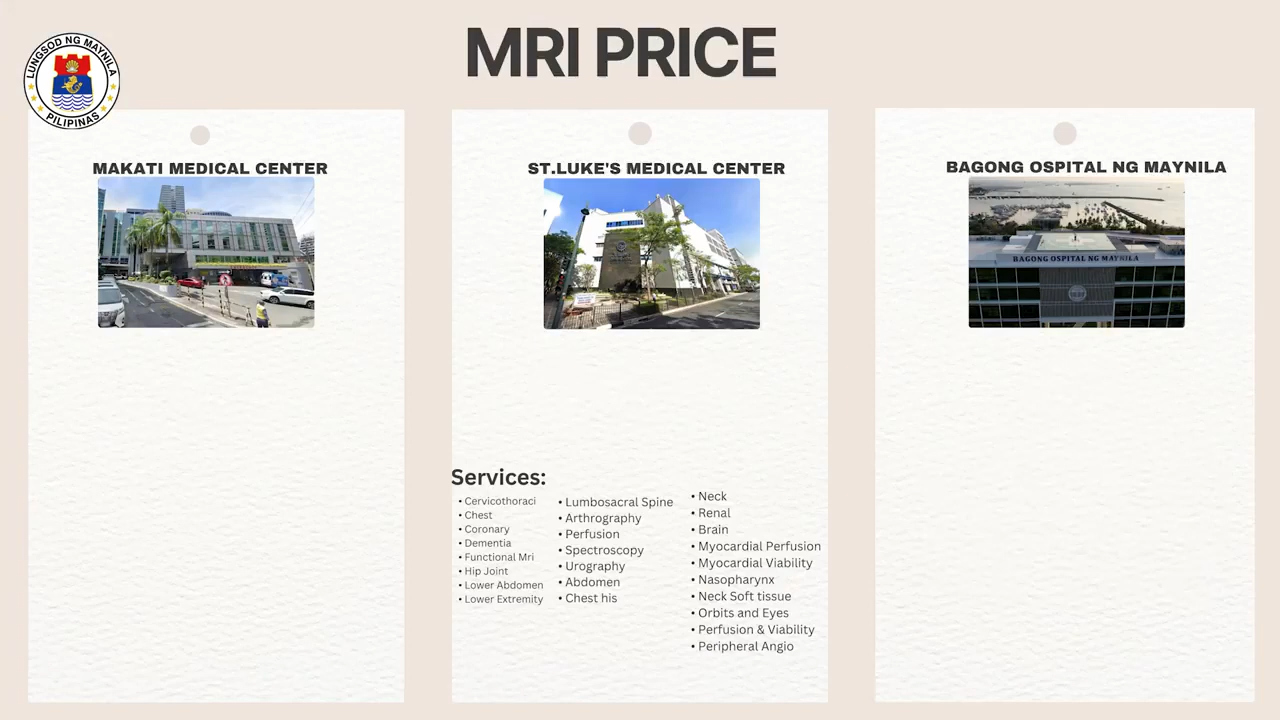 MRI PRICE
LUNGSOD NG MAYNILA
PILIPINAS
MAKATI MEDICAL CENTER
ST.LUKE'S MEDICAL CENTER
Services:
• Cervicothoraci
• Chest
• Coronary
• Dementia
• Functional Mri
• Hip Joint
• Lower Abdomen
• Lower Extremity
• Lumbosacral Spine
• Arthrography
• Perfusion
• Spectroscopy
• Urography
• Abdomen
• Chest his
• Neck
• Renal
• Brain
• Myocardial Perfusion
• Myocardial Viability
• Nasopharynx
• Neck Soft tissue
• Orbits and Eyes
• Perfusion & Viability
• Peripheral Angio
BAGONG OSPITAL NG MAYNILA
BAGONG OSPITAL NG MAYNILA